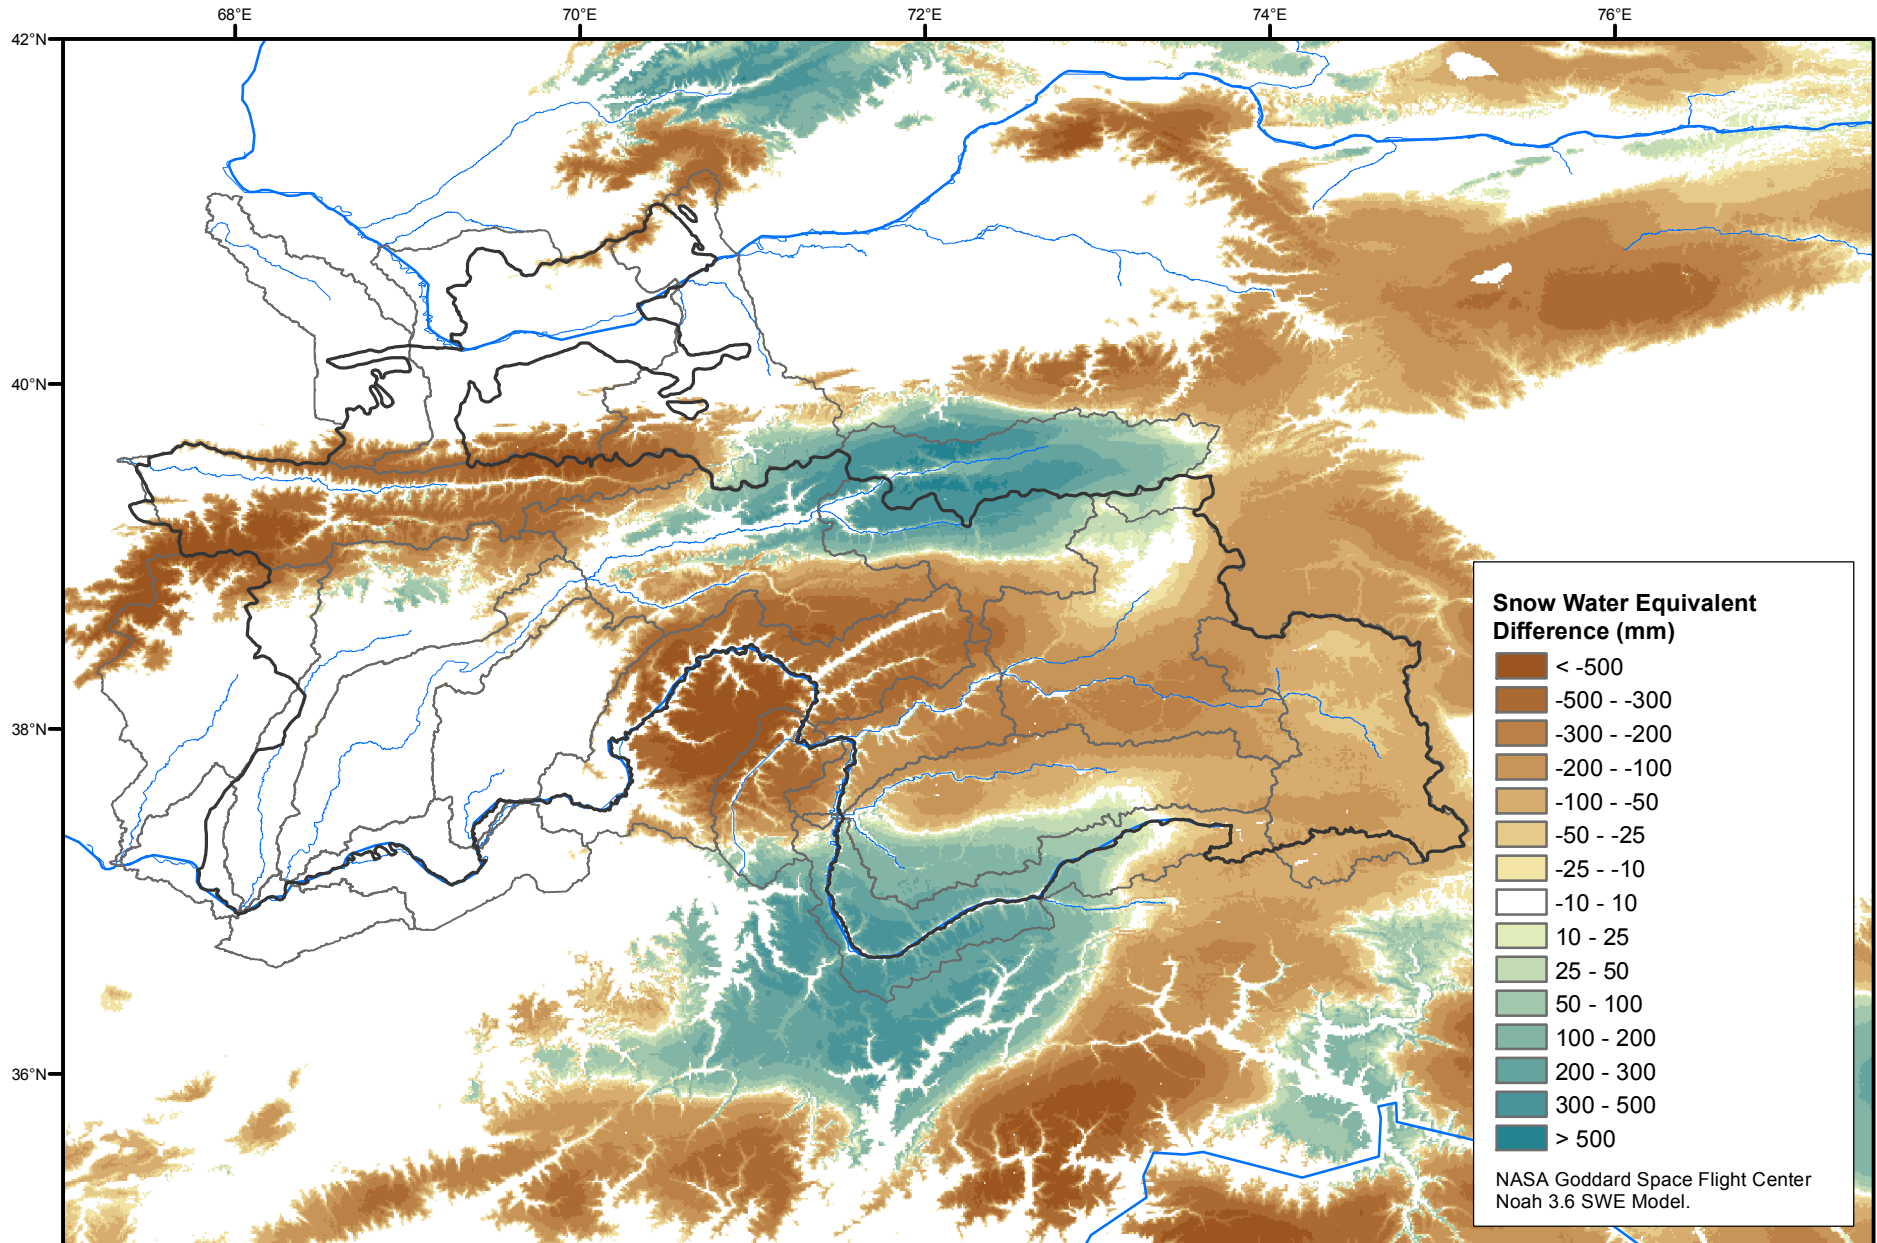 68°E 70°E 72°E 74°E 76°E
42°N
40°N
38°N
36°N
Snow Water Equivalent
Difference (mm)
< -500
-500 - -300
-300 - -200
-200 - -100
-100 - -50
-50 - -25
-25 - -10
-10 - 10
10 - 25
25 - 50
50 - 100
100 - 200
200 - 300
300 - 500
> 500
NASA Goddard Space Flight Center
Noah 3.6 SWE Model.